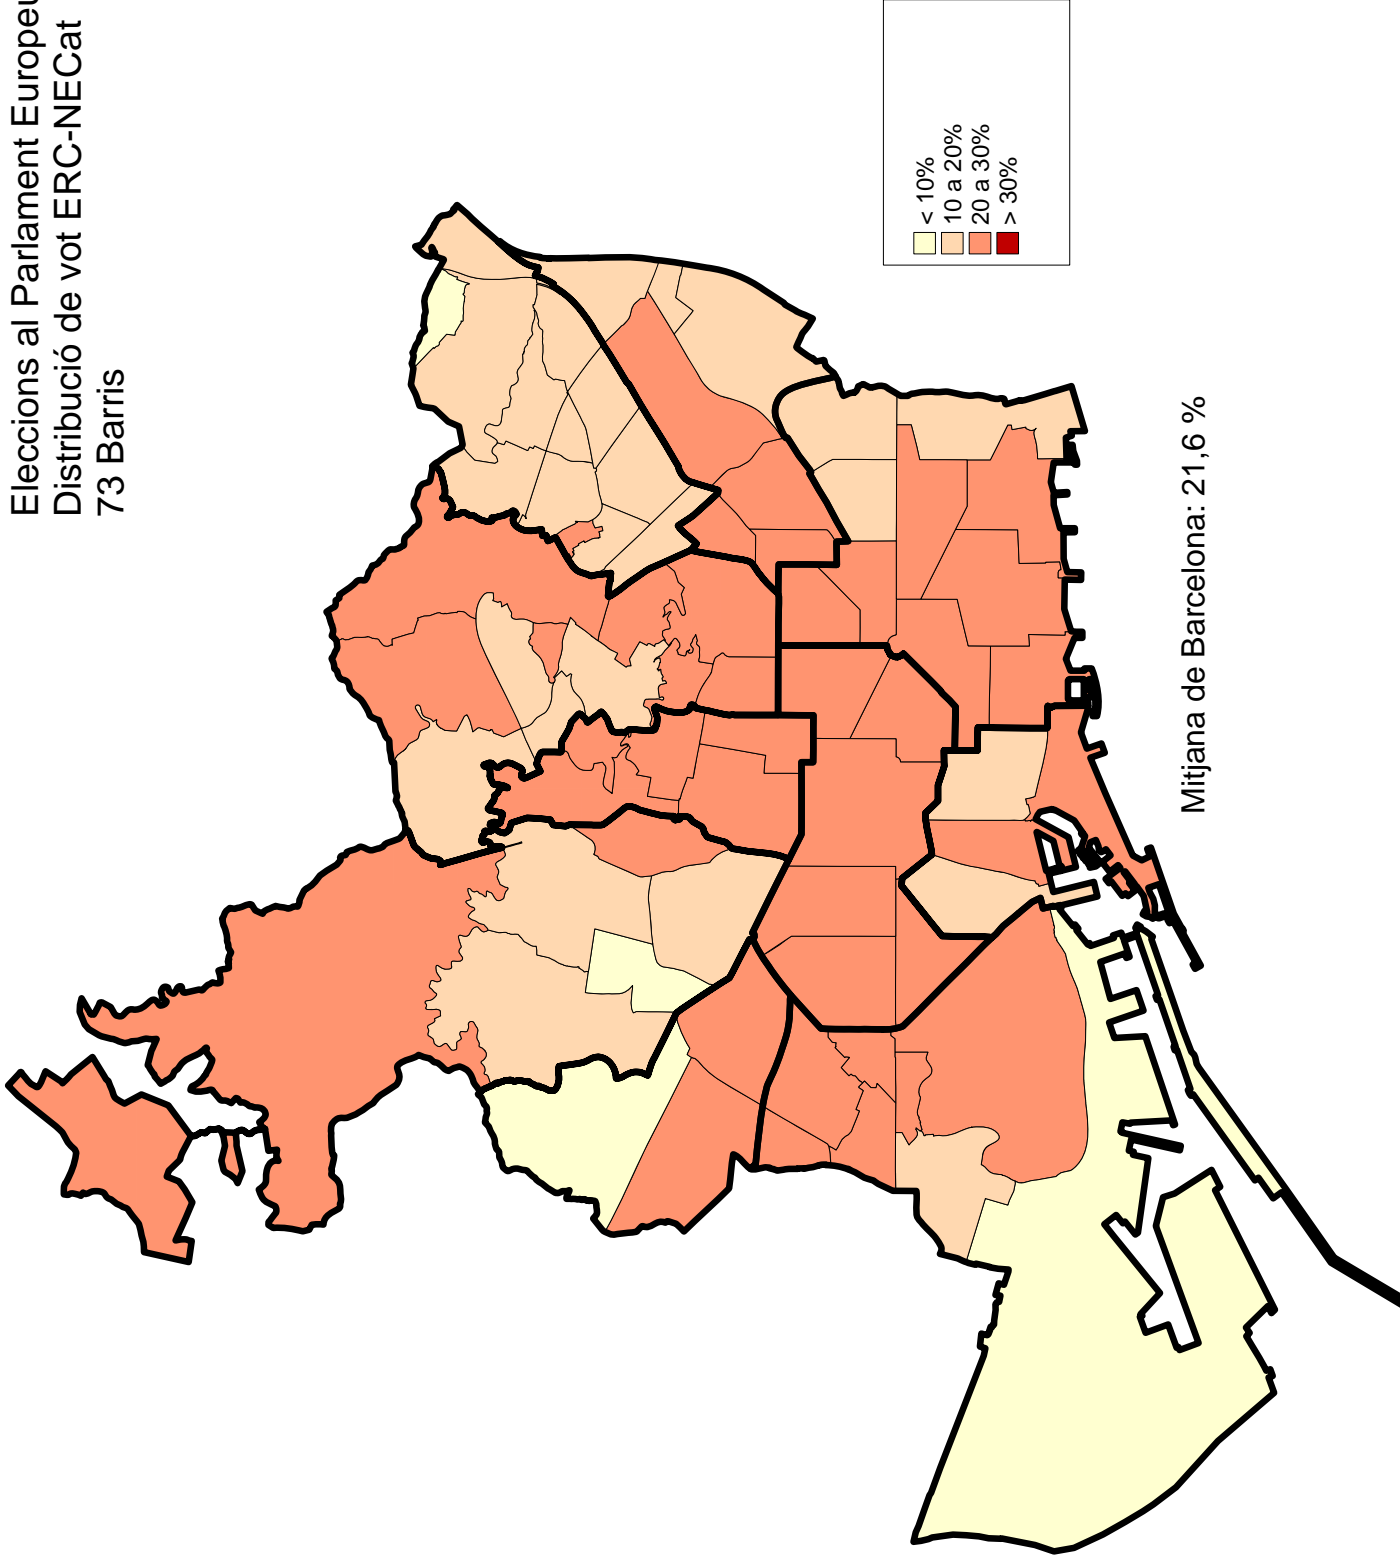 Eleccions al Parlament Europeu
Distribució de vot ERC-NECat
73 Barris
< 10%
10 a 20%
20 a 30%
> 30%
Mitjana de Barcelona: 21,6 %